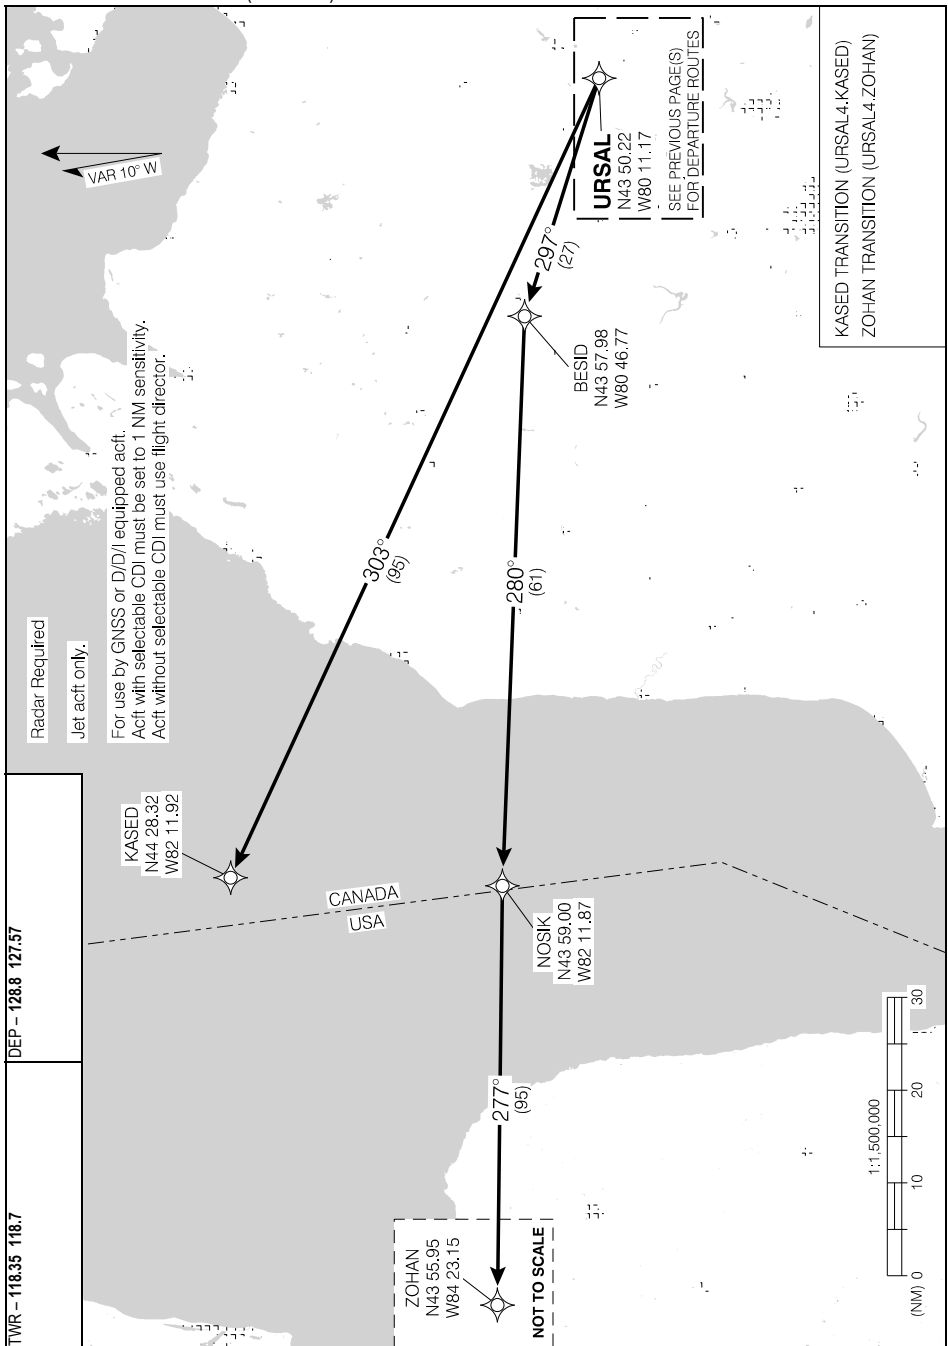 TWR – 118.35 118.7
DEP – 128.8 127.57
Radar Required
Jet acft only.
For use by GNSS or D/D/I equipped acft.
Acft with selectable CDI must be set to 1 NM sensitivity.
Acft without selectable CDI must use flight director.
VAR 10° W
KASED
N44 28.32
W82 11.92
303°
(95)
CANADA
USA
ZOHAN
N43 55.95
W84 23.15
NOT TO SCALE
277°
(95)
NOSIK
N43 59.00
W82 11.87
280°
(61)
BESID
N43 57.98
W80 46.77
297°
(27)
URSAL
N43 50.22
W80 11.17
SEE PREVIOUS PAGE(S)
FOR DEPARTURE ROUTES
1:1,500,000
(NM) 0 10 20 30
KASED TRANSITION (URSAL4.KASED)
ZOHAN TRANSITION (URSAL4.ZOHAN)